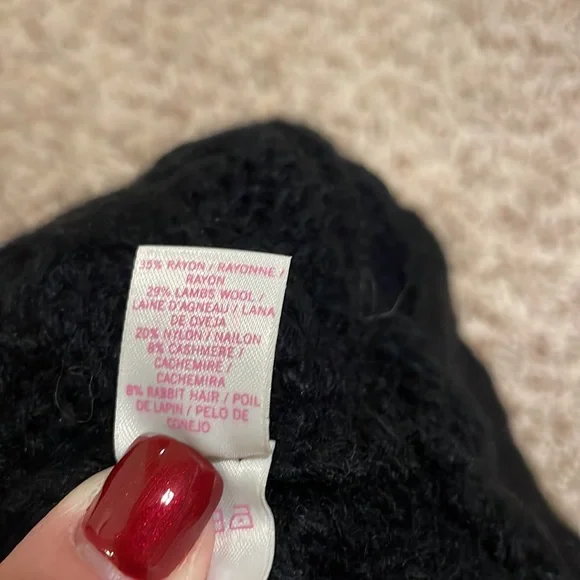 35% RAYON / RAYONNE /
RAYON
29% LAMBS WOOL /
LAINE D'AGNEAU / LANA
DE OVEJA
20% NYLON / NAILON
8% CASHMERE /
CACHEMIRE /
CACHEMIRA
8% RABBIT HAIR / POIL
DE LAPIN / PELO DE
CONEJO